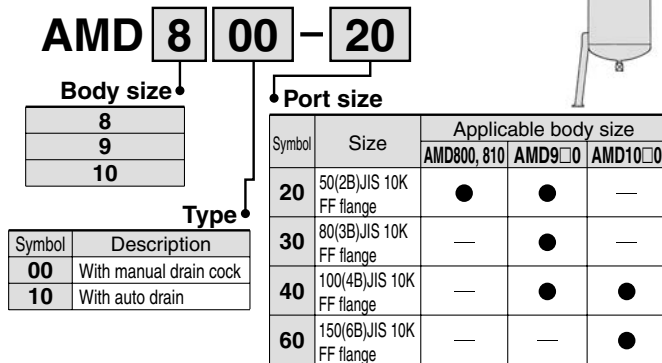 AMD 8 00 – 20
Body size
8
9
10
Type
Symbol Description
00 With manual drain cock
10 With auto drain
Port size
Symbol Size Applicable body size
AMD800, 810 AMD9□0 AMD10□0
20 50(2B)JIS 10K FF flange ● ● —
30 80(3B)JIS 10K FF flange — ● —
40 100(4B)JIS 10K FF flange — ● ●
60 150(6B)JIS 10K FF flange — — ●